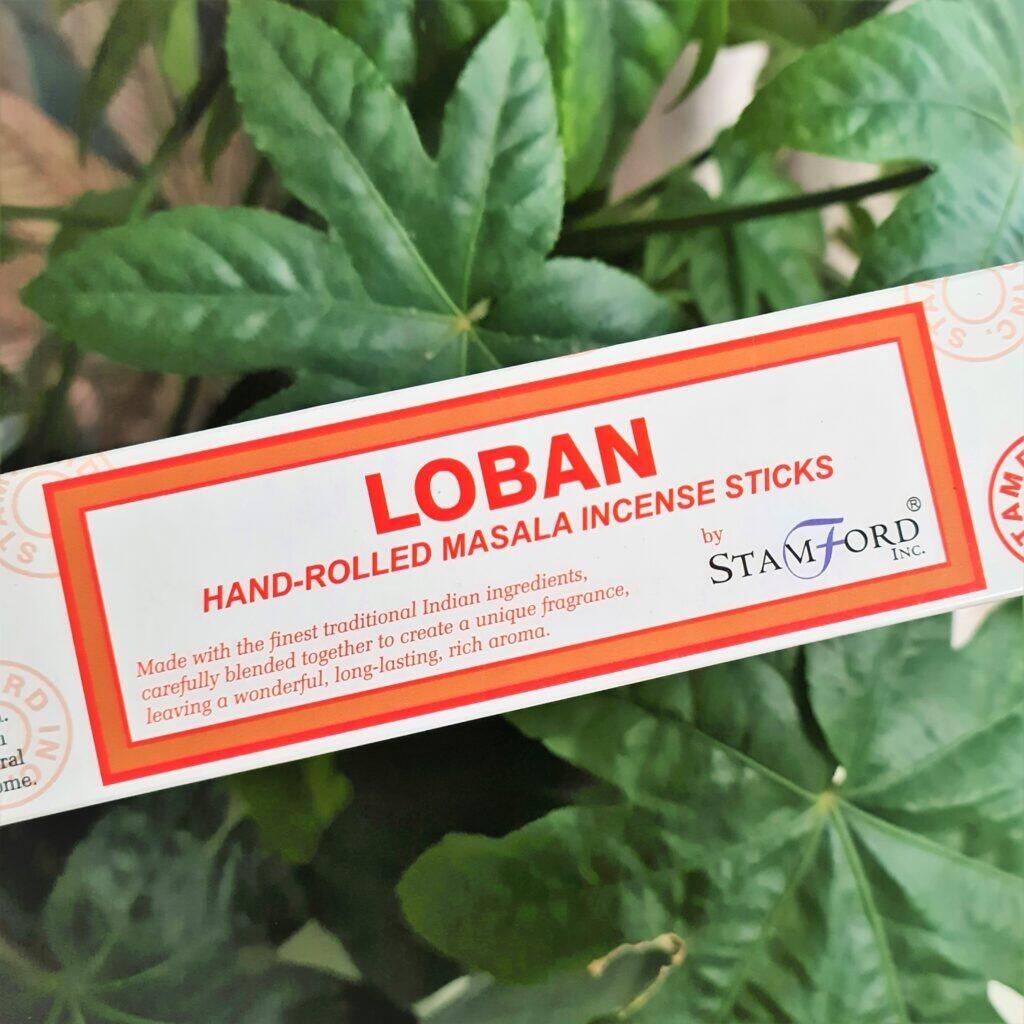 LOBAN
HAND-ROLLED MASALA INCENSE STICKS
by
STAMFORD®
INC.
Made with the finest traditional Indian ingredients,
carefully blended together to create a unique fragrance,
leaving a wonderful, long-lasting, rich aroma.